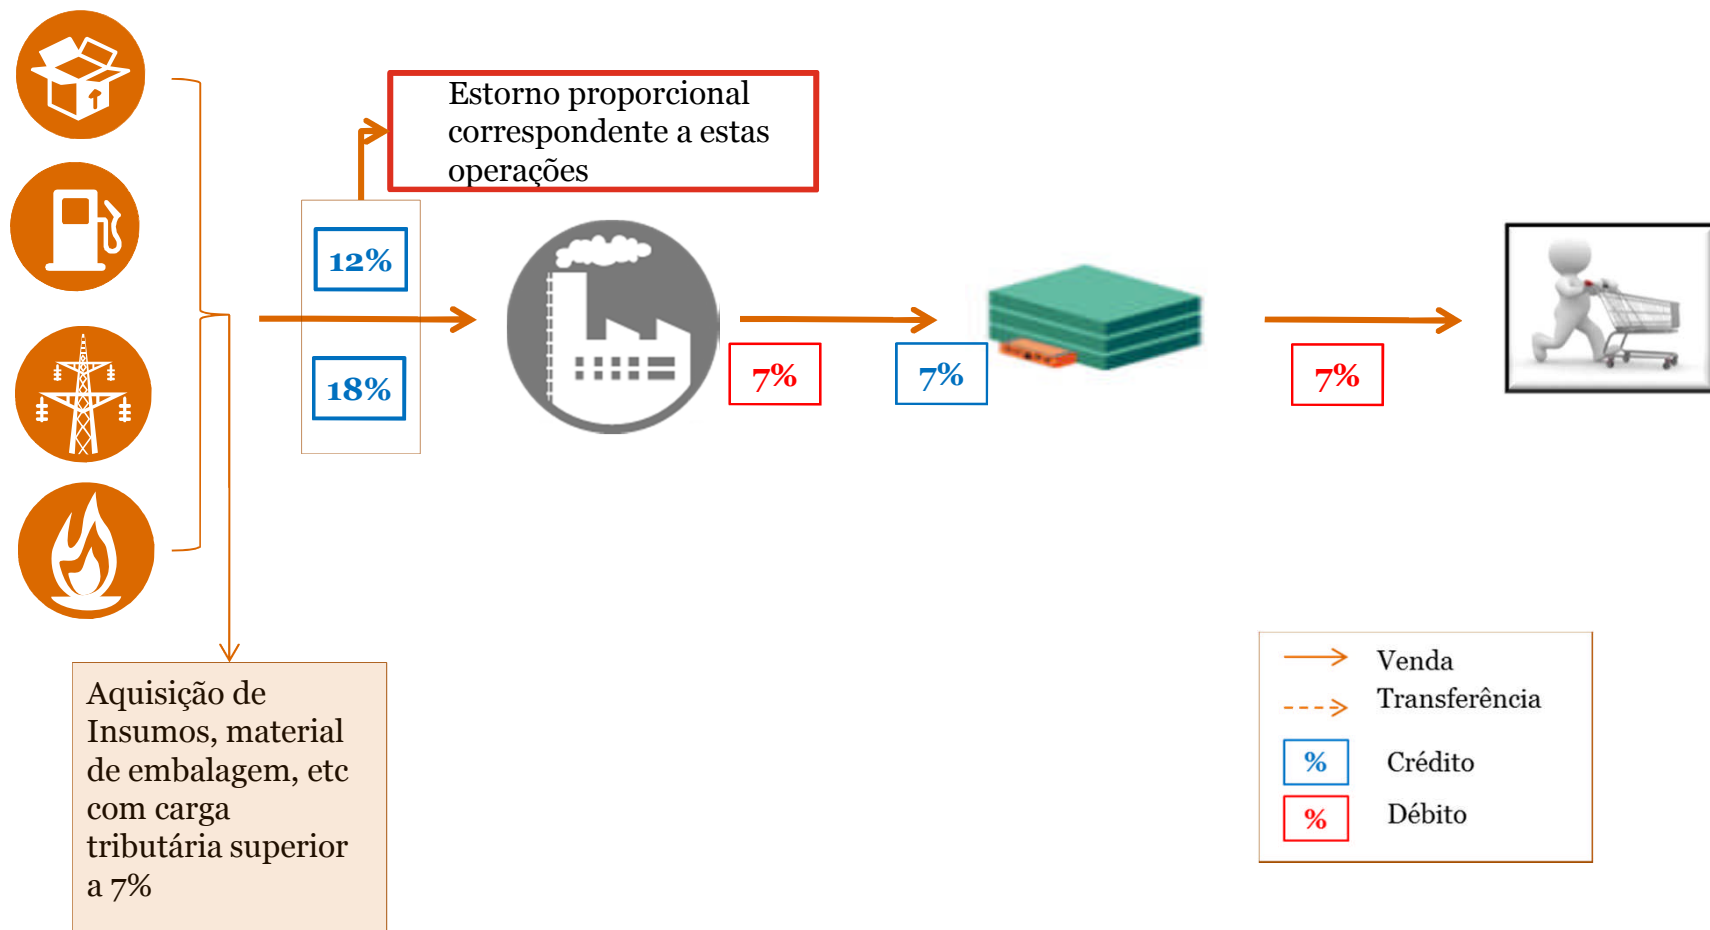 Estorno proporcional
correspondente a estas
operações
12%
18%
7%
7%
7%
Aquisição de
Insumos, material
de embalagem, etc
com carga
tributária superior
a 7%
Venda
Transferência
% Crédito
% Débito